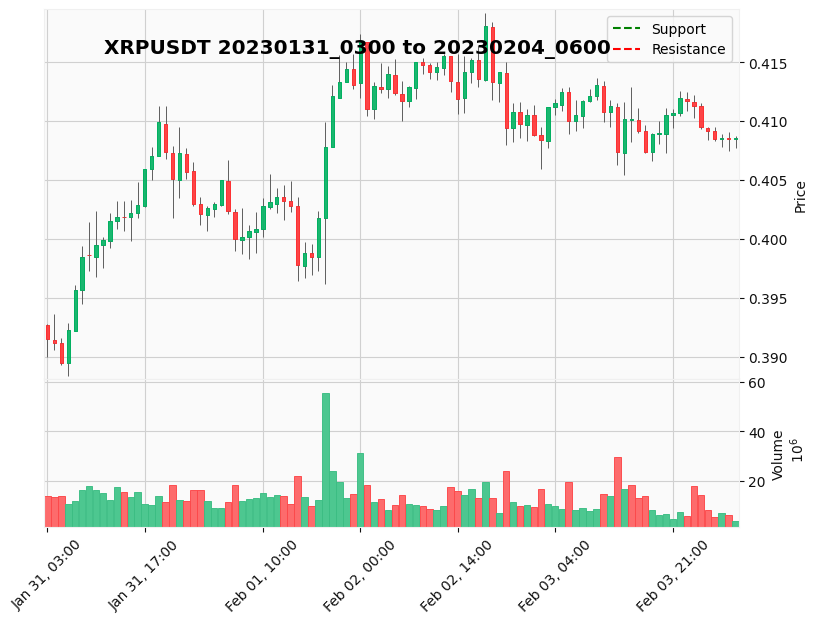 XRPUSDT 20230131_0300 to 20230204_0600
Support
Resistance
0.415
0.410
0.405
0.400
0.395
0.390
Price
60
40
20
Volume
10^6
Jan 31, 03:00
Jan 31, 17:00
Feb 01, 10:00
Feb 02, 00:00
Feb 02, 14:00
Feb 03, 04:00
Feb 03, 21:00